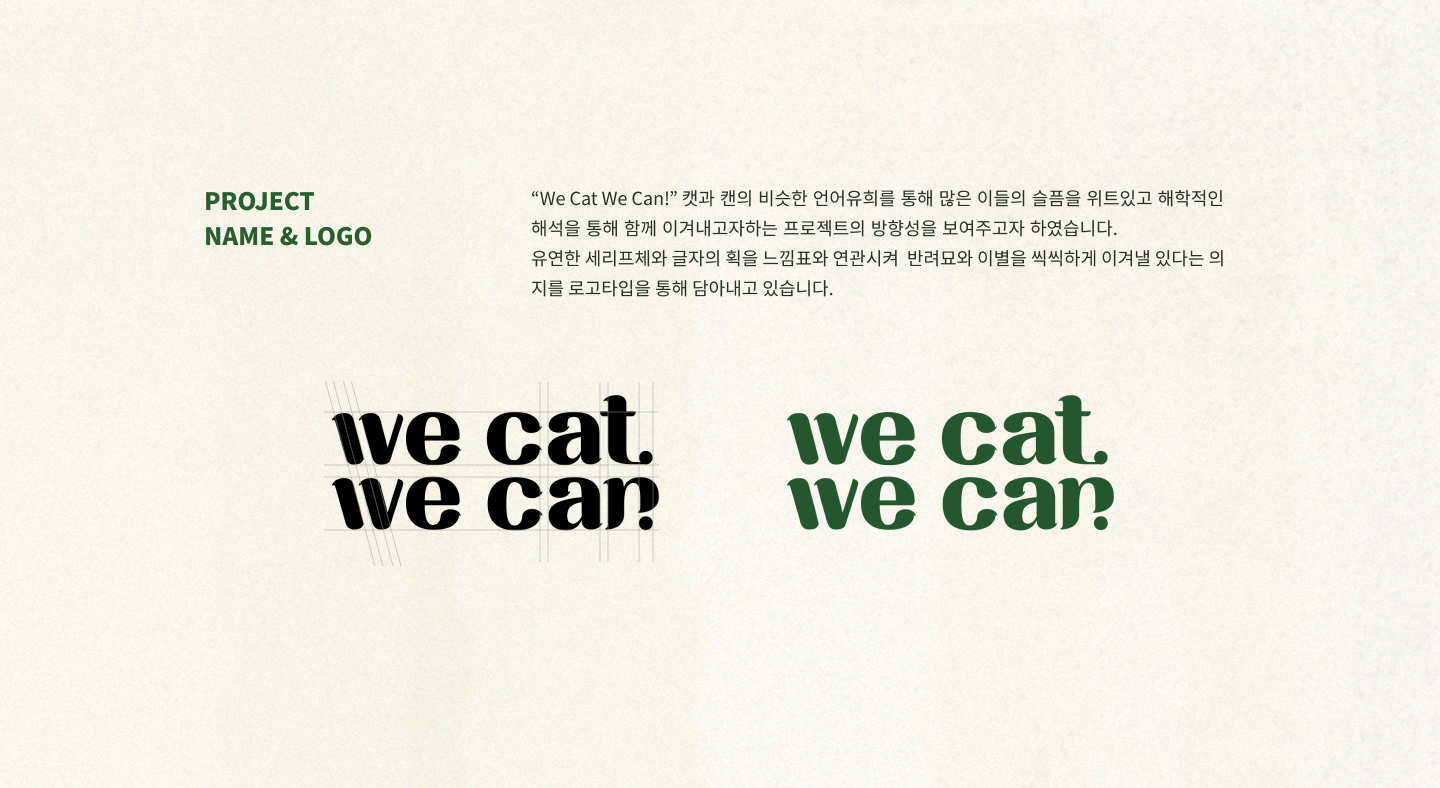 PROJECT
NAME & LOGO
“We Cat We Can!” 캣과 캔의 비슷한 언어유희를 통해 많은 이들의 슬픔을 위트있고 해학적인
해석을 통해 함께 이겨내고자하는 프로젝트의 방향성을 보여주고자 하였습니다.
유연한 세리프체와 글자의 획을 느낌표와 연관시켜 반려묘와 이별을 씩씩하게 이겨낼 있다는 의
지를 로고타입을 통해 담아내고 있습니다.
we cat.
we can
we cat.
we can